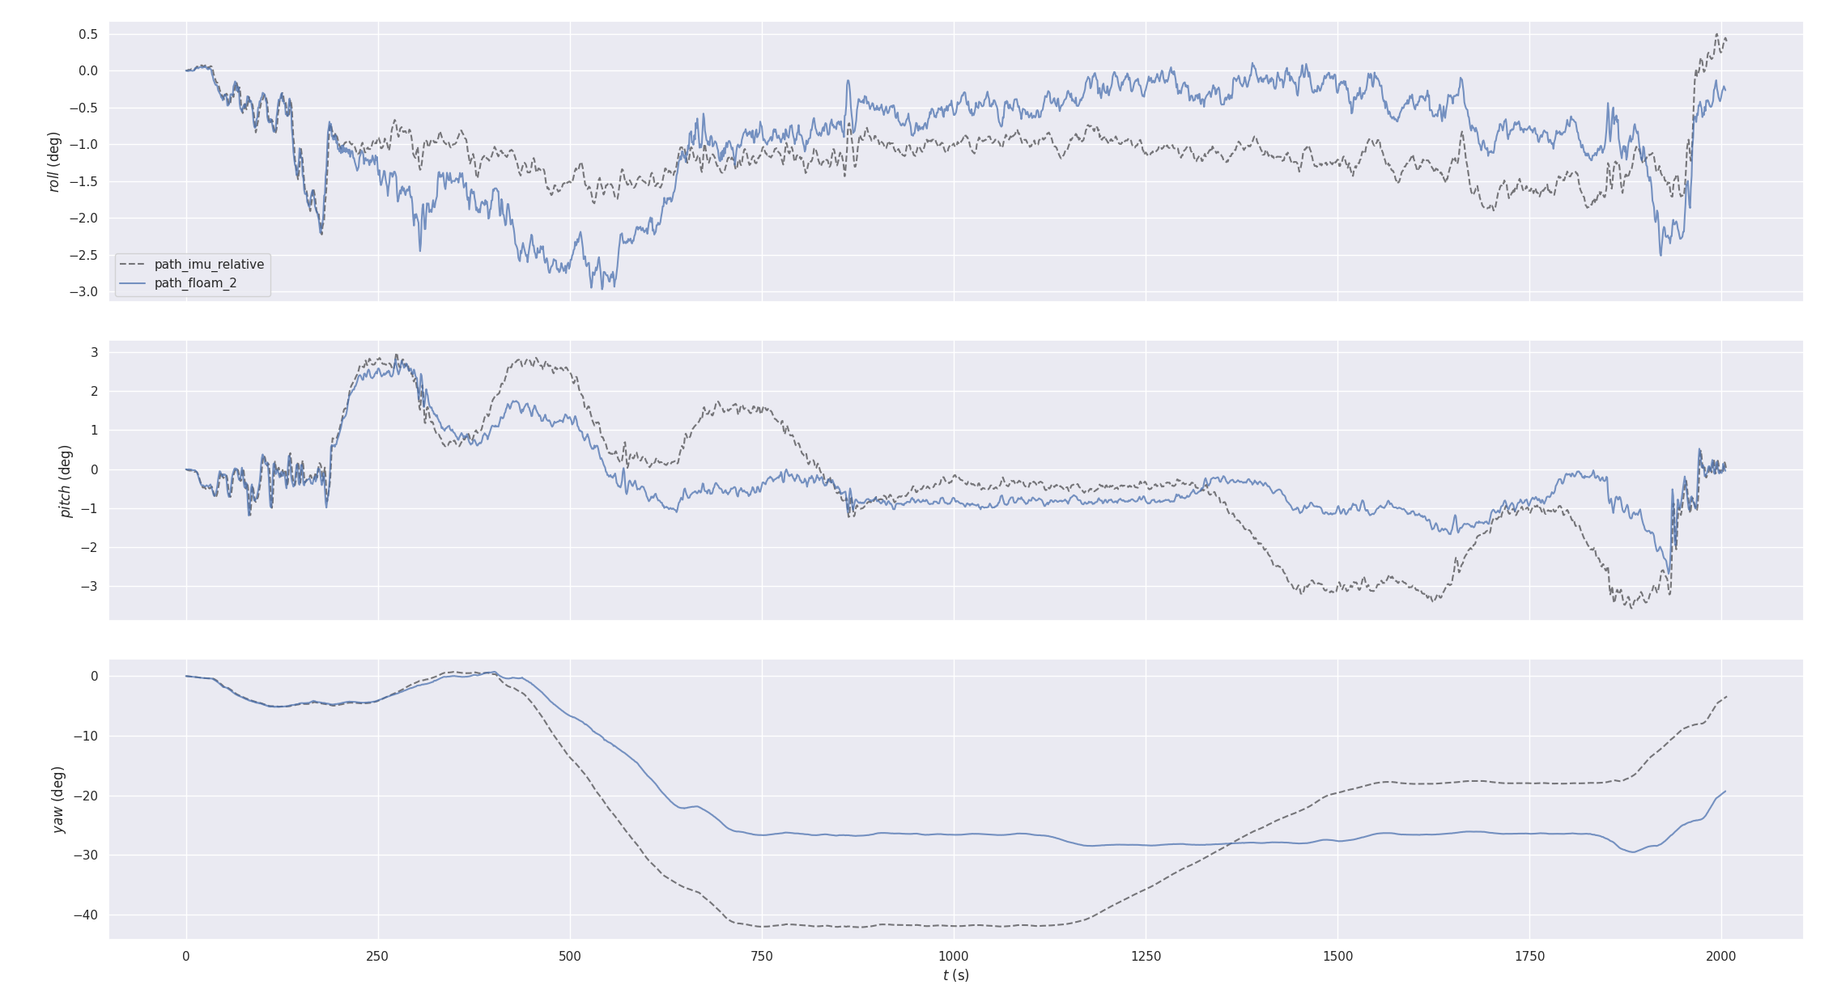 0.5
0.0
−0.5
−1.0
−1.5
−2.0
−2.5
−3.0
roll (deg)
path_imu_relative
path_floam_2
3
2
1
0
−1
−2
−3
pitch (deg)
0
−10
−20
−30
−40
yaw (deg)
0 250 500 750 1000 1250 1500 1750 2000
t (s)